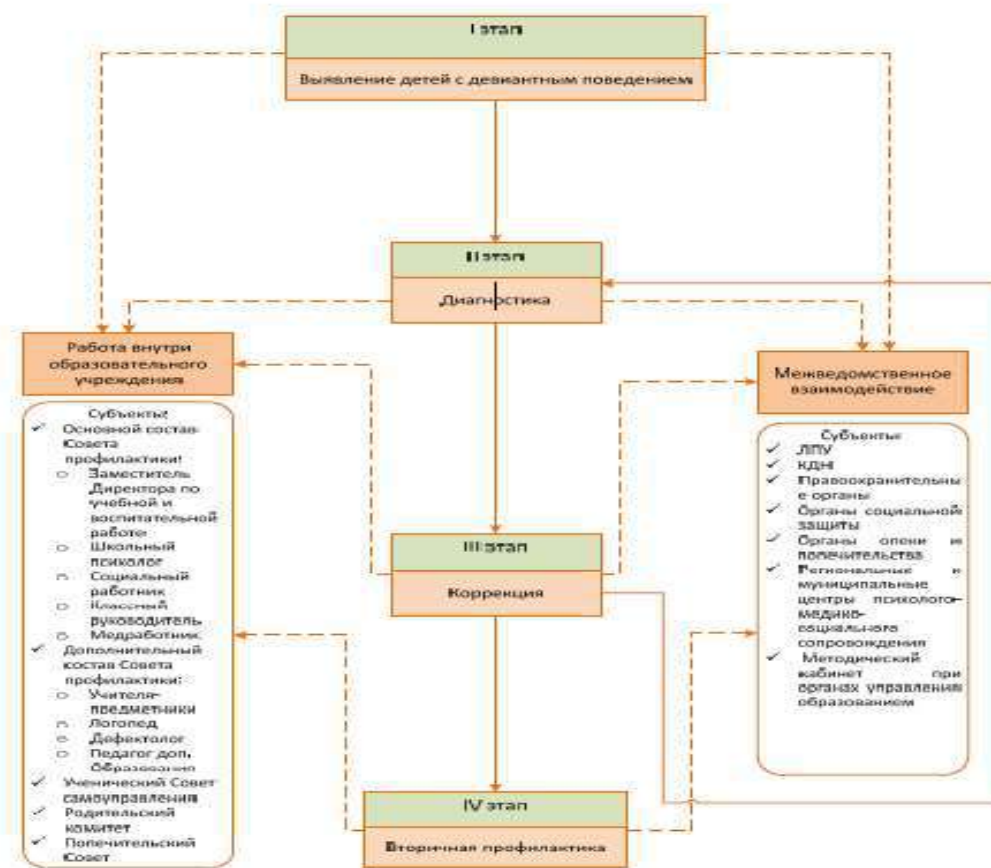 I этап
Выявление детей с девиантным поведением
II этап
Диагностика
Работа внутри
образовательного
учреждения
Межведомственное
взаимодействие
Субъекты:
✓ Основной состав
Совета
профилактики:
o Заместитель
Директора по
учебной и
воспитательной
работе
o Школьный
психолог
o Социальный
работник
o Классный
руководитель
o Медработник
✓ Дополнительный
состав Совета
профилактики:
o Учителя-
предметники
o Логопед
o Дефектолог
o Педагог доп.
Образования
✓ Ученический Совет
самоуправления
✓ Родительский
комитет
✓ Попечительский
Совет
Субъекты:
✓ ЛПУ
✓ КДН
✓ Правоохранительны
е органы
✓ Органы социальной
защиты
✓ Органы опеки и
попечительства
✓ Региональные и
муниципальные
центры психолого-
медико-
социального
сопровождения
✓ Методический
кабинет при
органах управления
образованием
III этап
Коррекция
IV этап
Вторичная профилактика